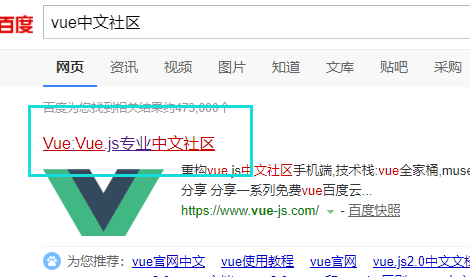 百度
vue中文社区
网页 资讯 视频 图片 知道 文库 贴吧 采购
百度为您找到相关结果约473,000个
Vue:Vue.js专业中文社区
重构vue.js中文社区手机端,技术栈:vue全家桶,muse
分享 分享一系列免费vue百度云...
https://www.vue-js.com/ - 百度快照
为您推荐: vue官网中文 vue使用教程 vue官网 vue.js2.0中文文档